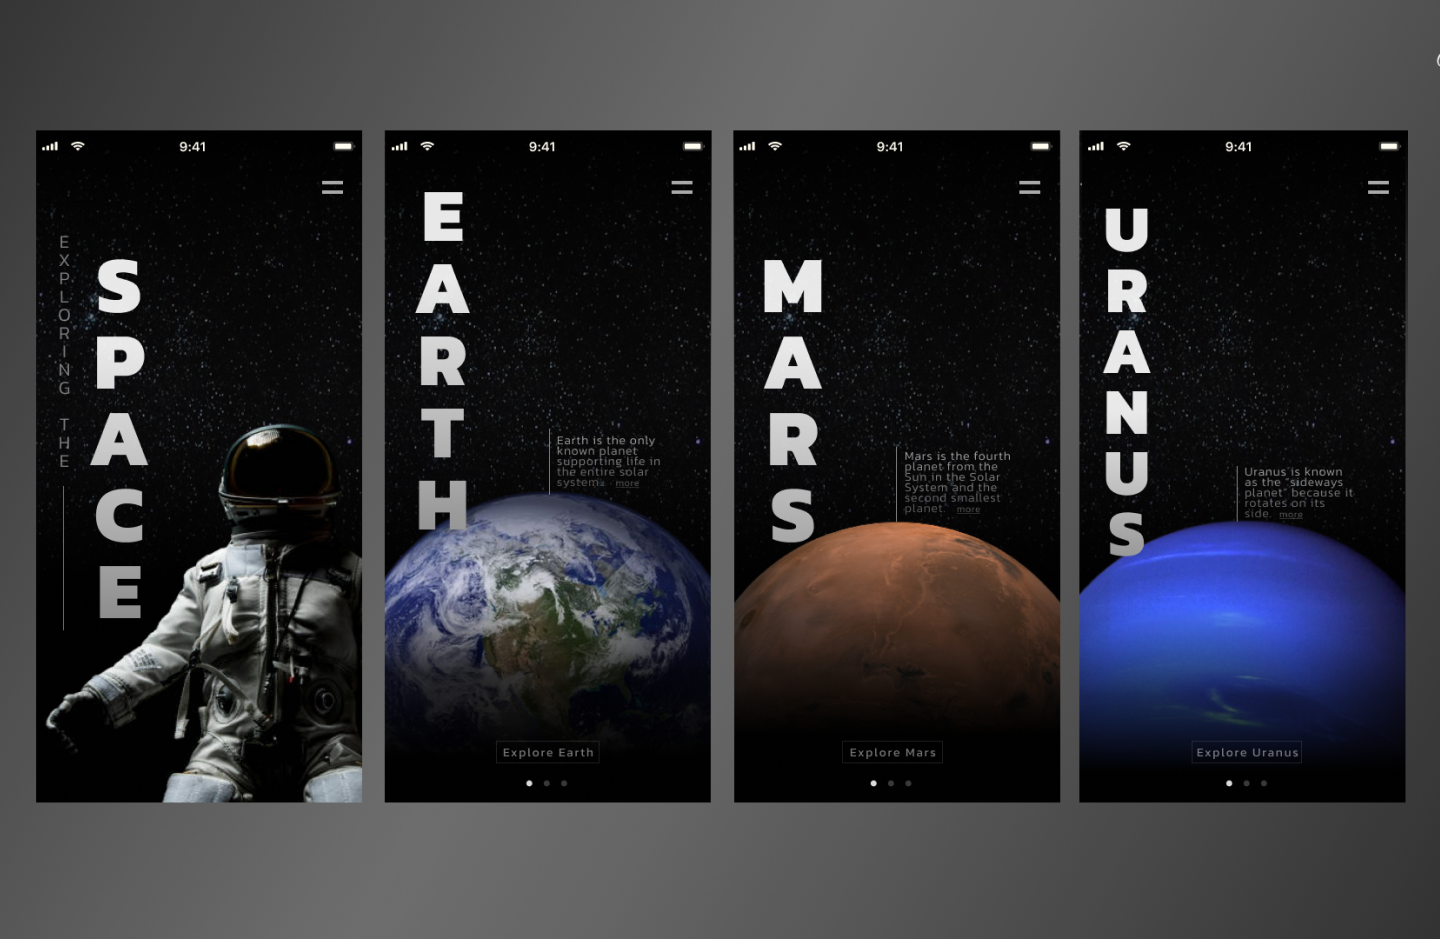 9:41
EXPLORING THE
SPACE
9:41
EARTH
Earth is the only
known planet
supporting life in
the entire solar
system. more
Explore Earth
9:41
MARS
Mars is the fourth
planet from the
Sun in the Solar
System and the
second smallest
planet. more
Explore Mars
9:41
URANUS
Uranus is known
as the "sideways
planet" because it
rotates on its
side. more
Explore Uranus